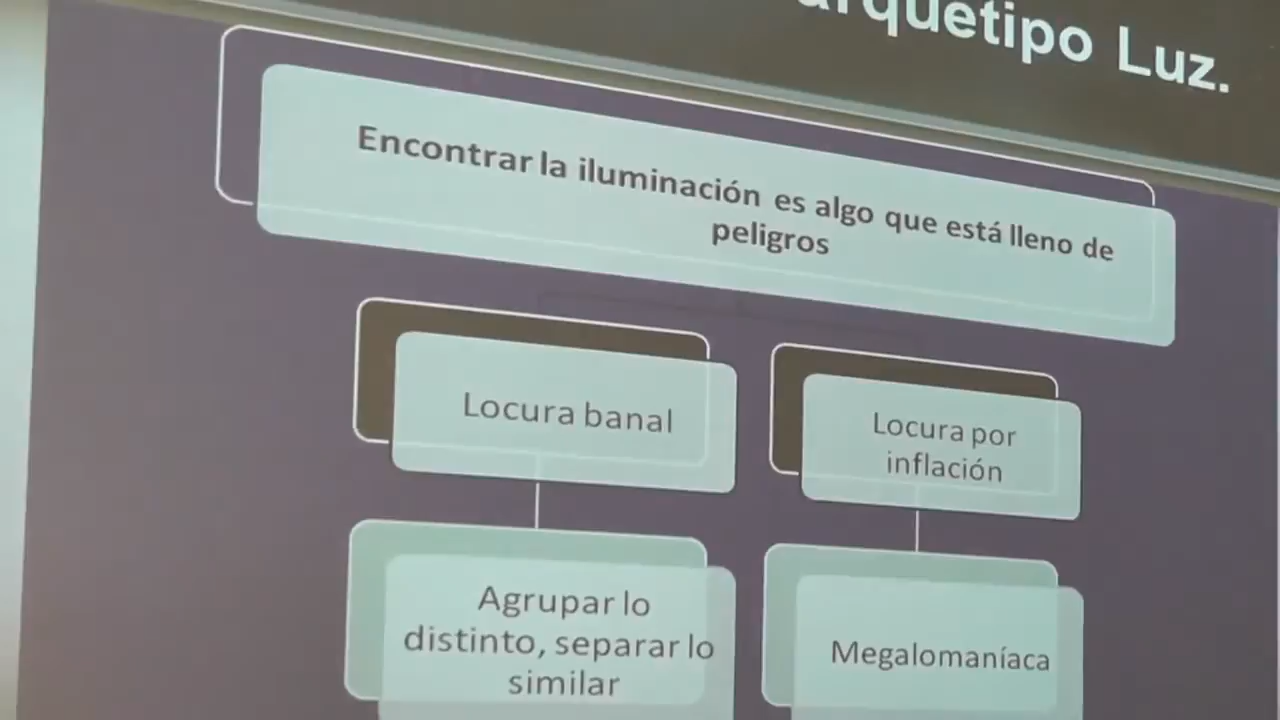 arquetipo Luz.
Encontrar la iluminación es algo que está lleno de
peligros
Locura banal
Locura por
inflación
Agrupar lo
distinto, separar lo
similar
Megalomaníaca